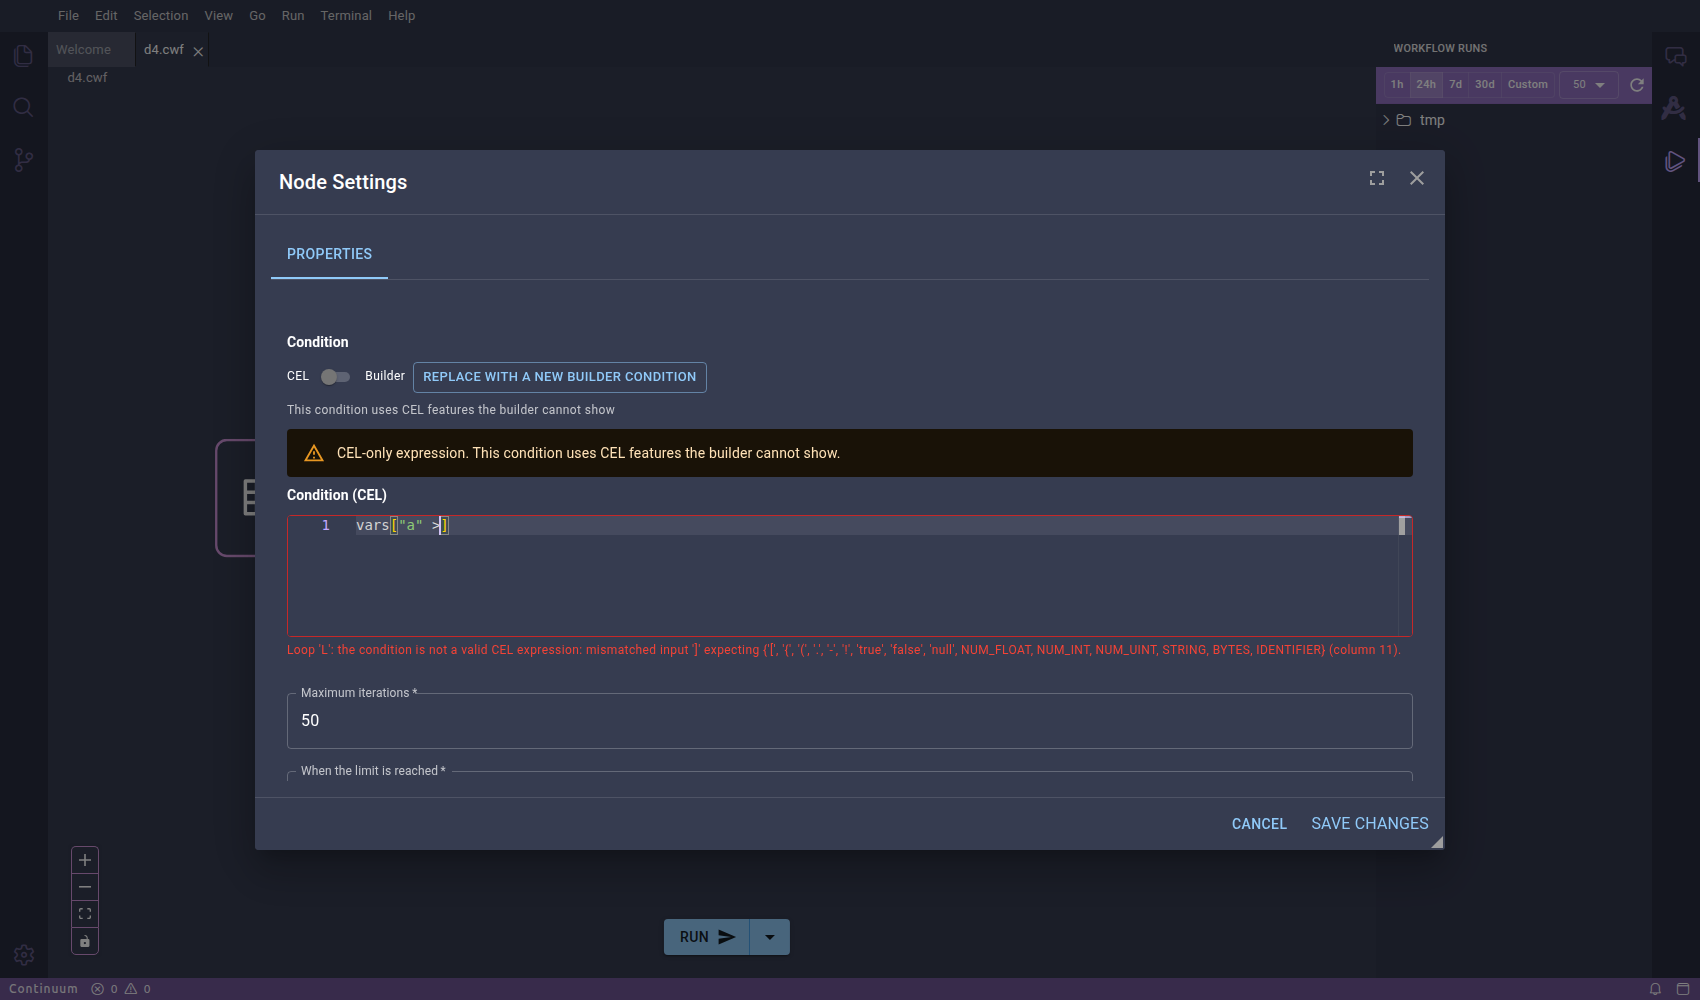 File Edit Selection View Go Run Terminal Help
Welcome d4.cwf
d4.cwf
WORKFLOW RUNS
1h 24h 7d 30d Custom 50
tmp
Node Settings
PROPERTIES
Condition
CEL Builder REPLACE WITH A NEW BUILDER CONDITION
This condition uses CEL features the builder cannot show
CEL-only expression. This condition uses CEL features the builder cannot show.
Condition (CEL)
1 vars["a" >]
Loop 'L': the condition is not a valid CEL expression: mismatched input ']' expecting {'[', '{', '(', '.', '-', '!', 'true', 'false', 'null', NUM_FLOAT, NUM_INT, NUM_UINT, STRING, BYTES, IDENTIFIER} (column 11).
Maximum iterations *
50
When the limit is reached *
CANCEL SAVE CHANGES
RUN
Continuum 0 0